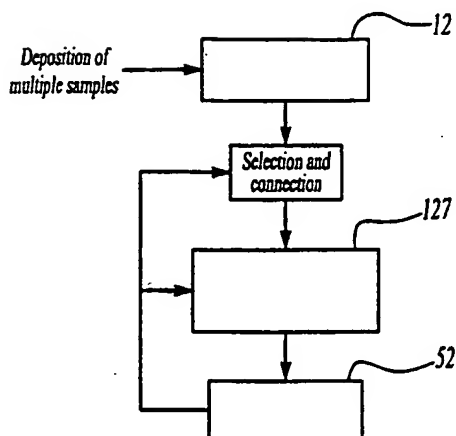 12
Deposition of
multiple samples
Selection and
connection
127
52